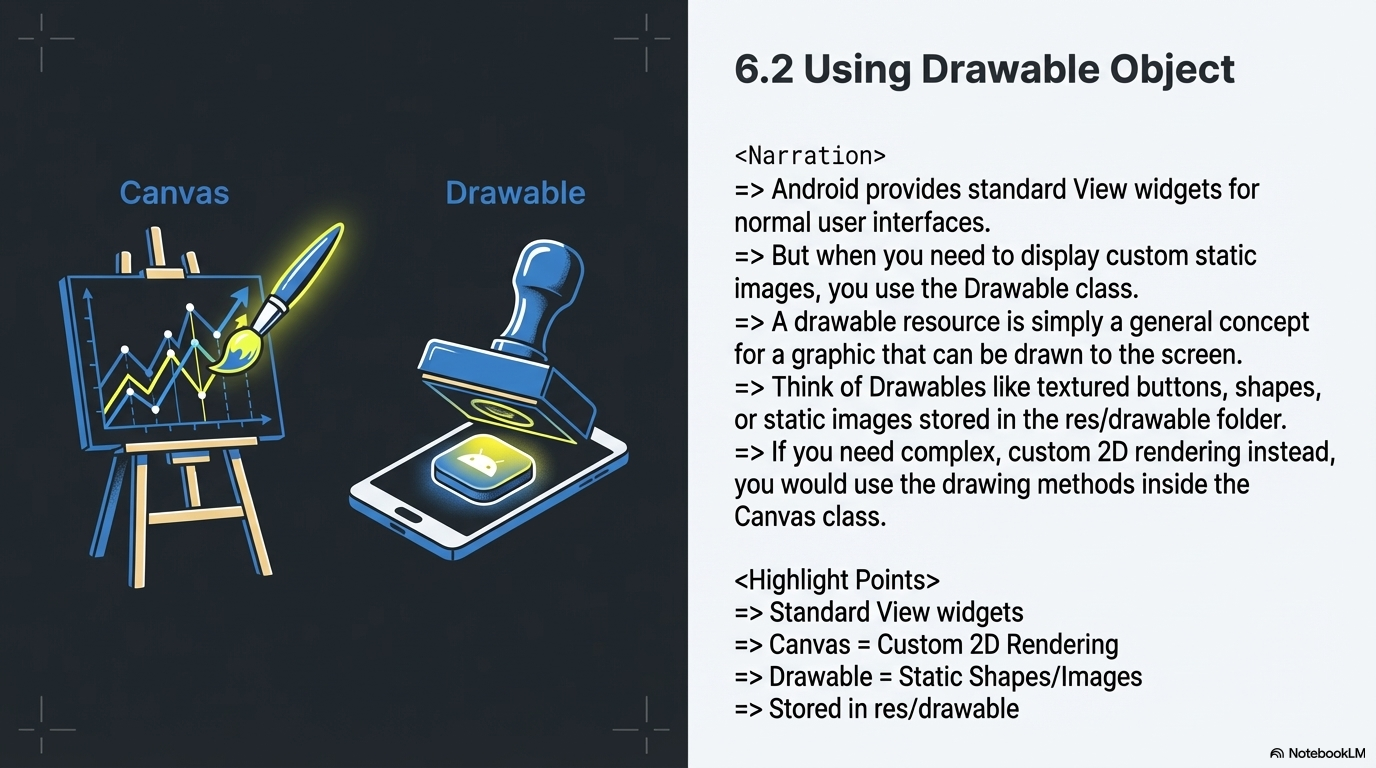 Canvas
Drawable
6.2 Using Drawable Object
<Narration>
=> Android provides standard View widgets for
normal user interfaces.
=> But when you need to display custom static
images, you use the Drawable class.
=> A drawable resource is simply a general concept
for a graphic that can be drawn to the screen.
=> Think of Drawables like textured buttons, shapes,
or static images stored in the res/drawable folder.
=> If you need complex, custom 2D rendering instead,
you would use the drawing methods inside the
Canvas class.
<Highlight Points>
=> Standard View widgets
=> Canvas = Custom 2D Rendering
=> Drawable = Static Shapes/Images
=> Stored in res/drawable
NotebookLM